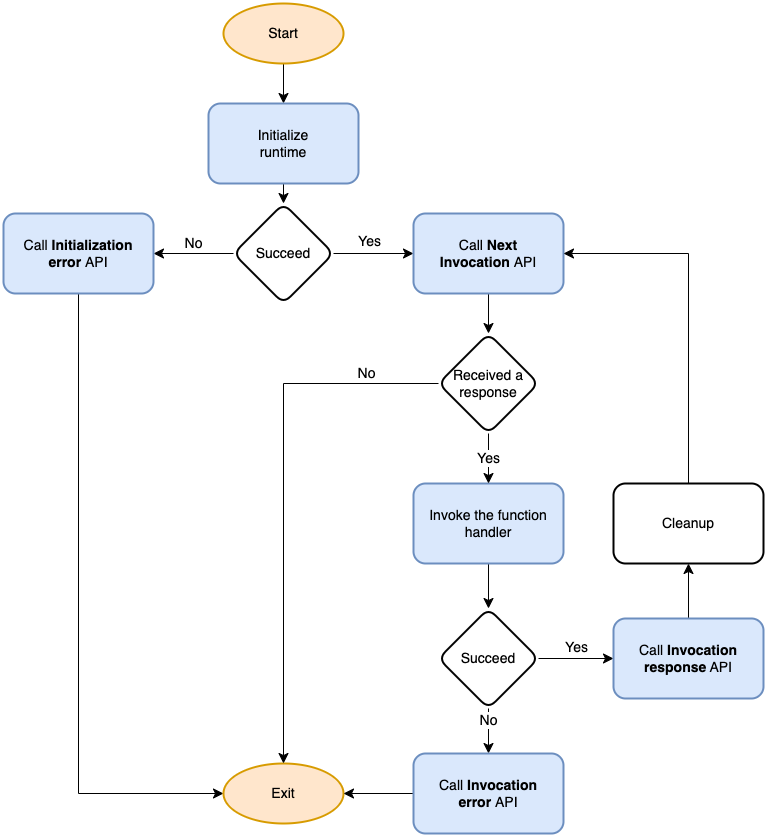 Start
Initialize
runtime
Call Initialization
error API
No
Succeed
Yes
Call Next
Invocation API
No
Received a
response
Yes
Invoke the function
handler
Cleanup
Succeed
Yes
Call Invocation
response API
No
Exit
Call Invocation
error API